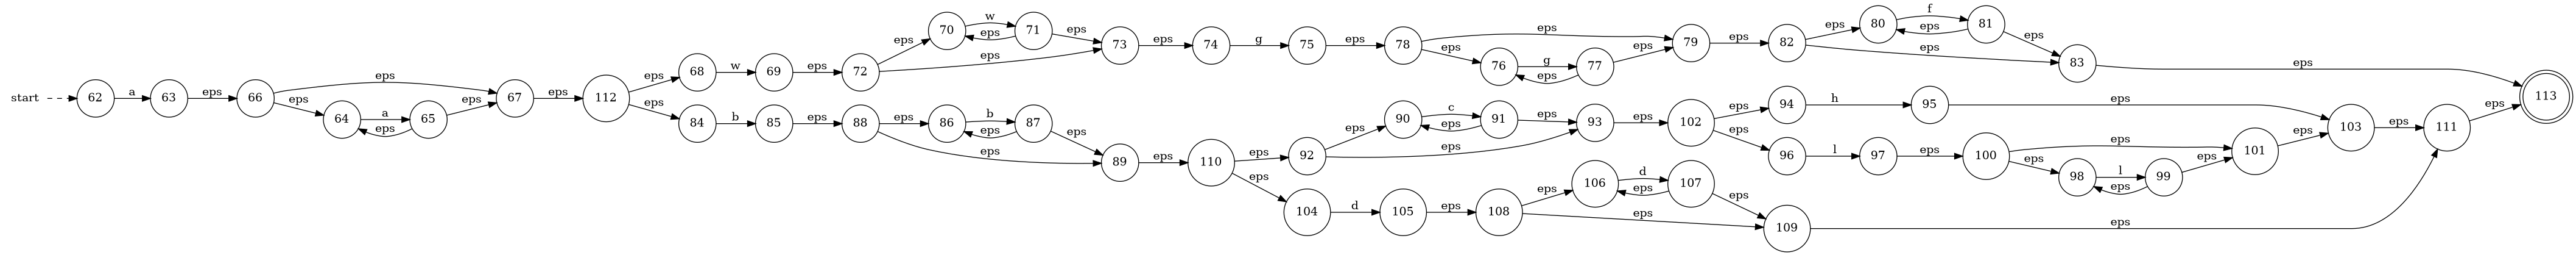 start 62 a 63 eps 66 eps 67 eps 112
eps 64 a 65 eps
eps
eps 68 w 69 eps 72 eps 70 w 71 eps 73 eps 74 g 75 eps 78 eps 79 eps 82 eps 80 f 81 eps 83 eps 113
eps
eps
eps 76 g 77 eps
eps
eps
eps
eps 84 b 85 eps 88 eps 86 b 87 eps 89 eps 110
eps
eps
eps 92 eps 90 c 91 eps 93 eps 102 eps 94 h 95 eps 103 eps 111 eps
eps
eps
eps 96 l 97 eps 100 eps 101 eps
eps 98 l 99 eps
eps
eps 104 d 105 eps 108 eps 106 d 107 eps 109 eps
eps
eps